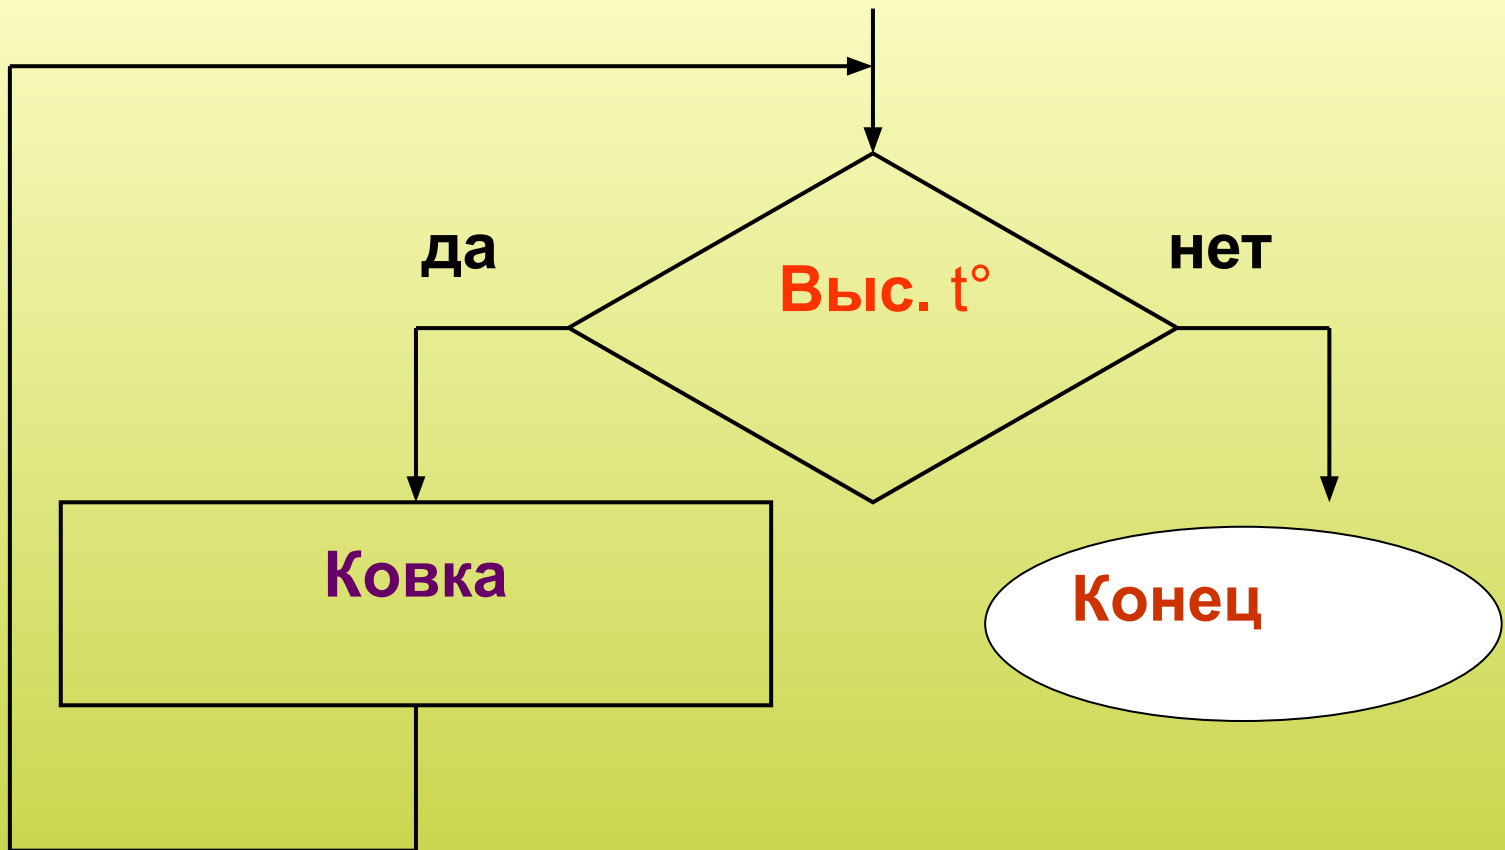 да
нет
Выс. t°
Ковка
Конец